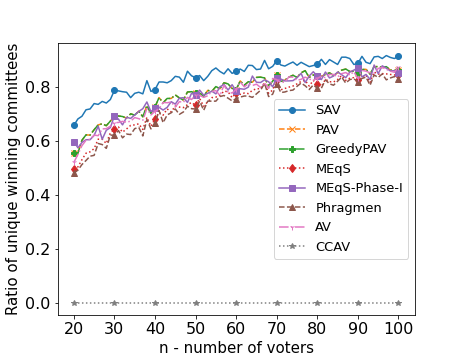 Ratio of unique winning committees
0.8
0.6
0.4
0.2
0.0
SAV
PAV
GreedyPAV
MEqS
MEqS-Phase-I
Phragmen
AV
CCAV
20 30 40 50 60 70 80 90 100
n - number of voters